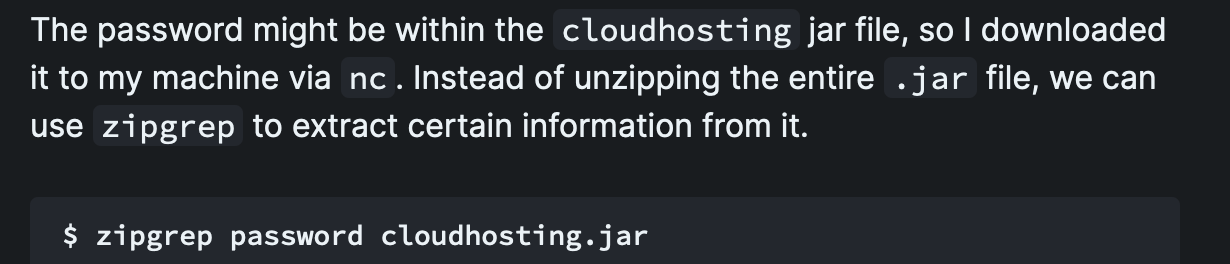 The password might be within the cloudhosting jar file, so I downloaded
it to my machine via nc. Instead of unzipping the entire .jar file, we can
use zipgrep to extract certain information from it.
$ zipgrep password cloudhosting.jar